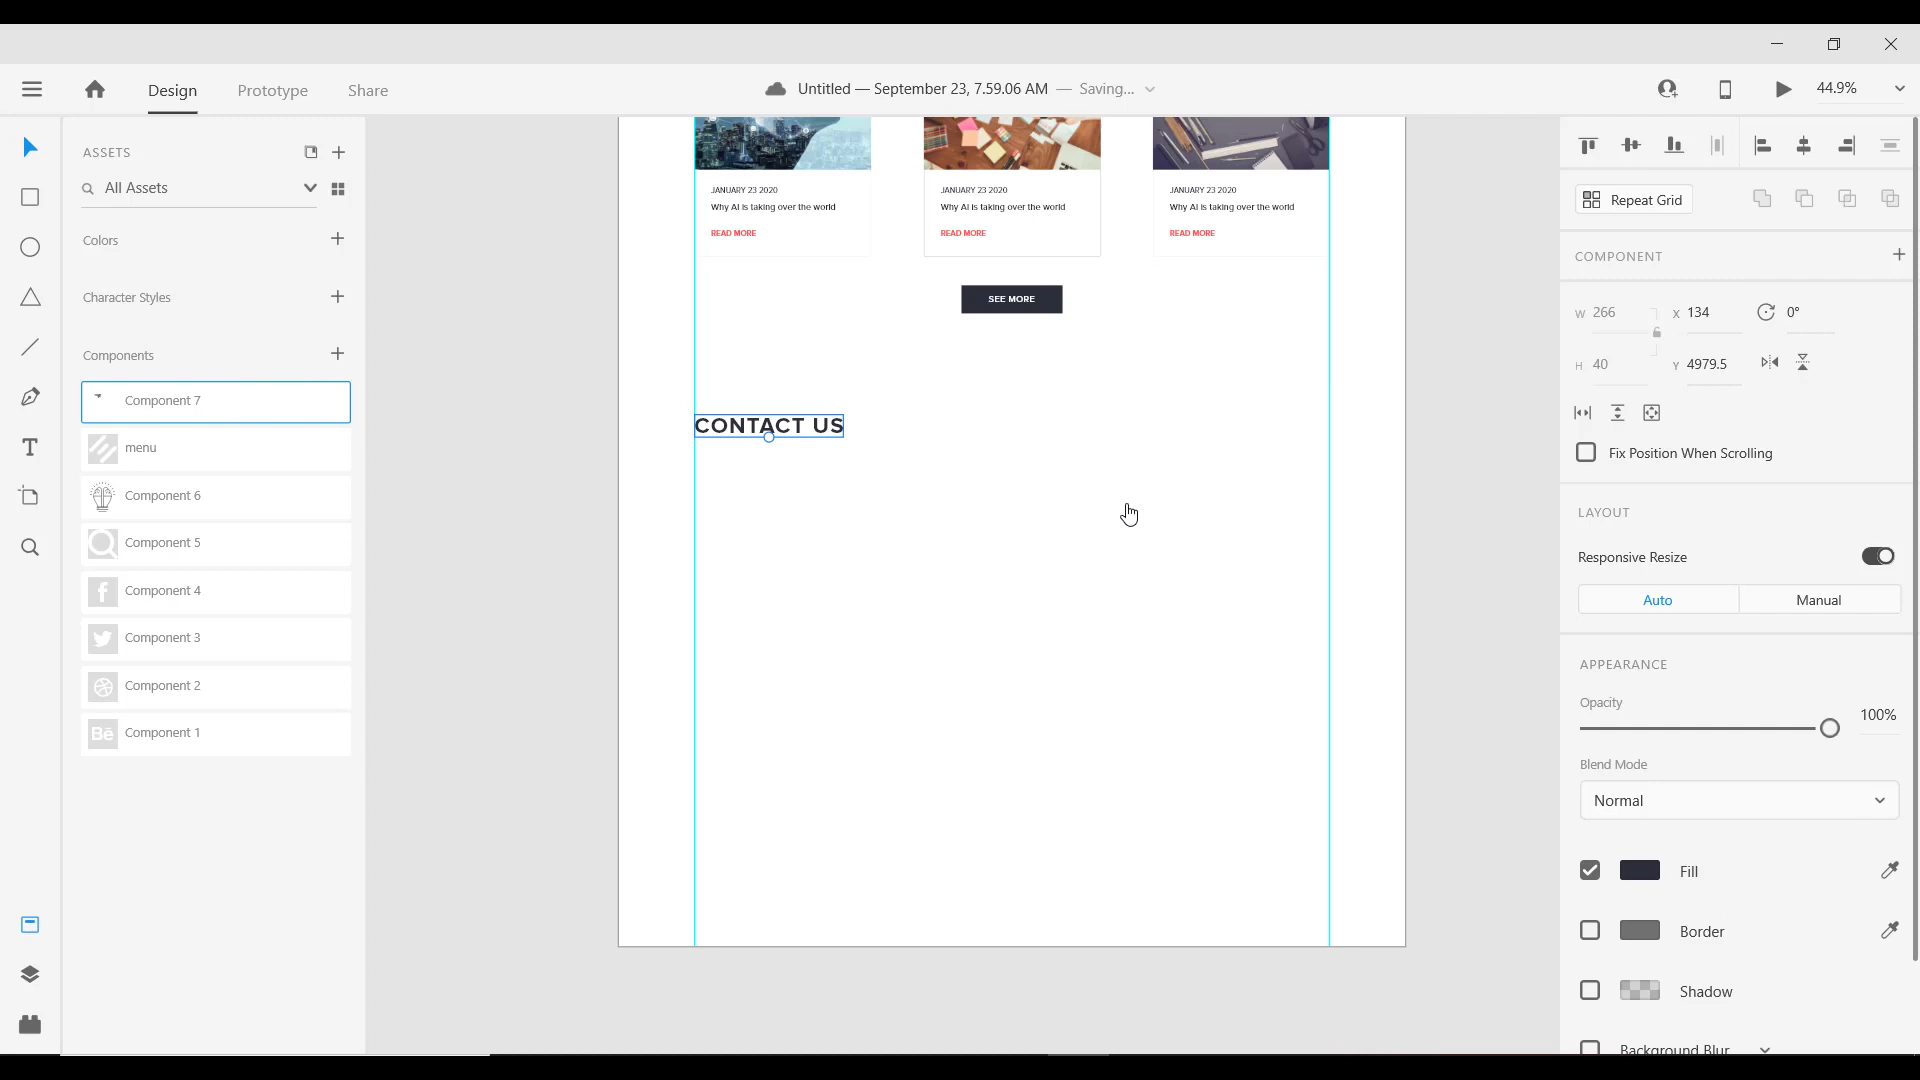 Design
Prototype
Share
Untitled — September 23, 7.59.06 AM — Saving...
44.9%
ASSETS
All Assets
Colors
Character Styles
Components
Component 7
menu
Component 6
Component 5
Component 4
Component 3
Component 2
Be
Component 1
JANUARY 23 2020
Why AI is taking over the world
READ MORE
JANUARY 23 2020
Why AI is taking over the world
READ MORE
JANUARY 23 2020
Why AI is taking over the world
READ MORE
SEE MORE
CONTACT US
Repeat Grid
COMPONENT
W 266
X 134
0°
H 40
Y 4979.5
Fix Position When Scrolling
LAYOUT
Responsive Resize
Auto
Manual
APPEARANCE
Opacity
100%
Blend Mode
Normal
Fill
Border
Shadow
Background Blur